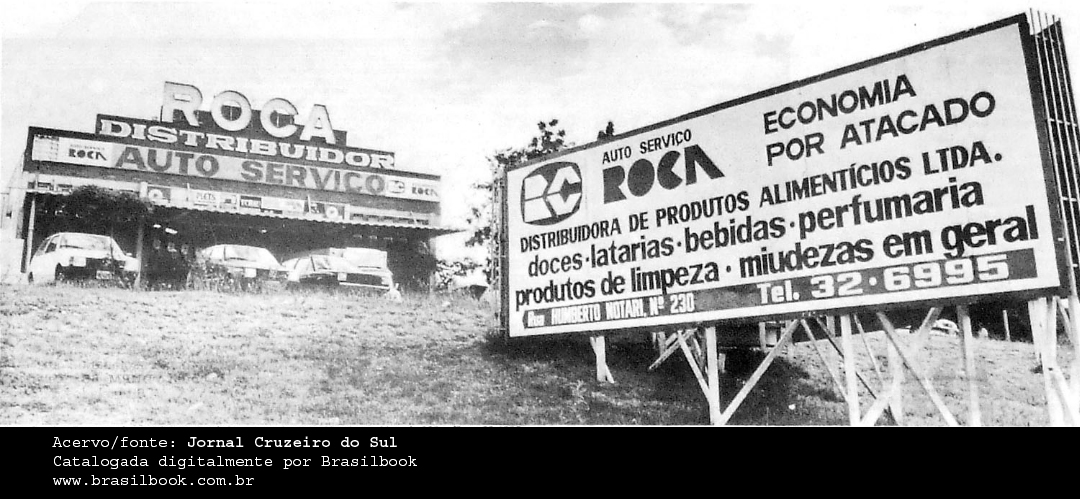 ROCA
DISTRIBUIDOR
AUTO SERVIÇO
ROCA
ROCA
AUTO SERVIÇO
ROCA
ECONOMIA
POR ATACADO
DISTRIBUIDORA DE PRODUTOS ALIMENTÍCIOS LTDA.
doces·latarias·bebidas·perfumaria
produtos de limpeza · miudezas em geral
Rua HUMBERTO NOTARI, Nº 230
Tel. 32·6995
Acervo/fonte: Jornal Cruzeiro do Sul
Catalogada digitalmente por Brasilbook
www.brasilbook.com.br